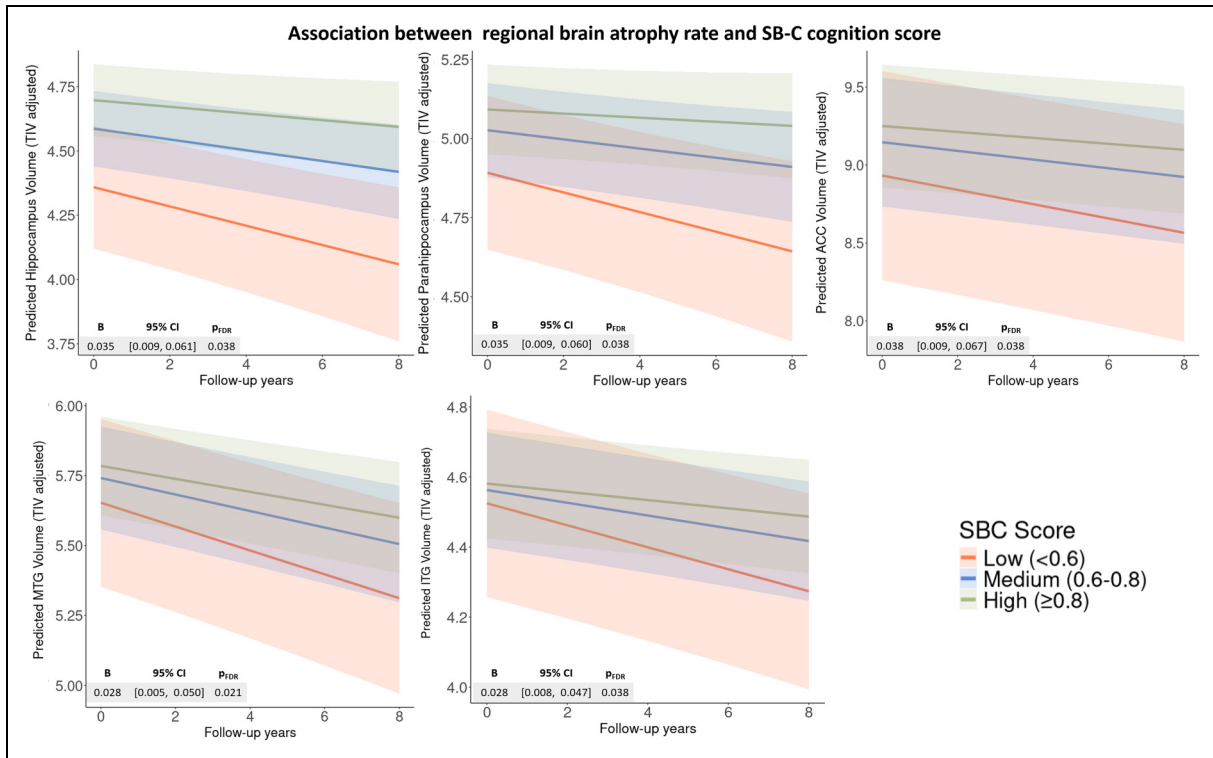 Association between regional brain atrophy rate and SB-C cognition score
Predicted Hippocampus Volume (TIV adjusted)
4.75
4.50
4.25
4.00
3.75
B 95% CI pFDR
0.035 [0.009, 0.061] 0.038
0 2 4 6 8
Follow-up years
Predicted Parahippocampus Volume (TIV adjusted)
5.25
5.00
4.75
4.50
B 95% CI pFDR
0.035 [0.009, 0.060] 0.038
0 2 4 6 8
Follow-up years
Predicted ACC Volume (TIV adjusted)
9.5
9.0
8.5
8.0
B 95% CI pFDR
0.038 [0.009, 0.067] 0.038
0 2 4 6 8
Follow-up years
Predicted MTG Volume (TIV adjusted)
6.00
5.75
5.50
5.25
5.00
B 95% CI pFDR
0.028 [0.005, 0.050] 0.021
0 2 4 6 8
Follow-up years
Predicted ITG Volume (TIV adjusted)
4.8
4.6
4.4
4.2
4.0
B 95% CI pFDR
0.028 [0.008, 0.047] 0.038
0 2 4 6 8
Follow-up years
SBC Score
Low (<0.6)
Medium (0.6-0.8)
High (≥0.8)